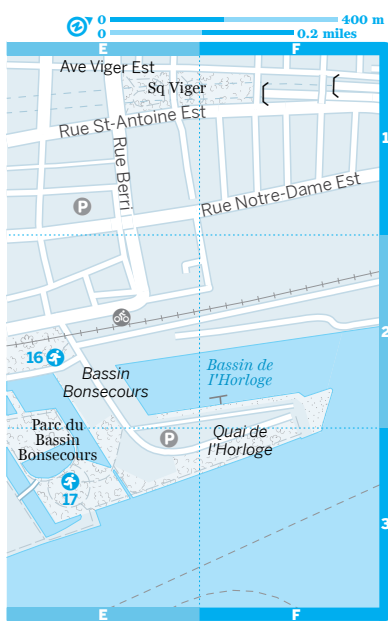 0 400 m
0 0.2 miles
E F
Ave Viger Est
Sq Viger
Rue St-Antoine Est
1
Rue Berri
P
Rue Notre-Dame Est
2
16
Bassin
Bonsecours
Bassin de
l'Horloge
Parc du
Bassin
Bonsecours
P
Quai de
l'Horloge
17
3
E F